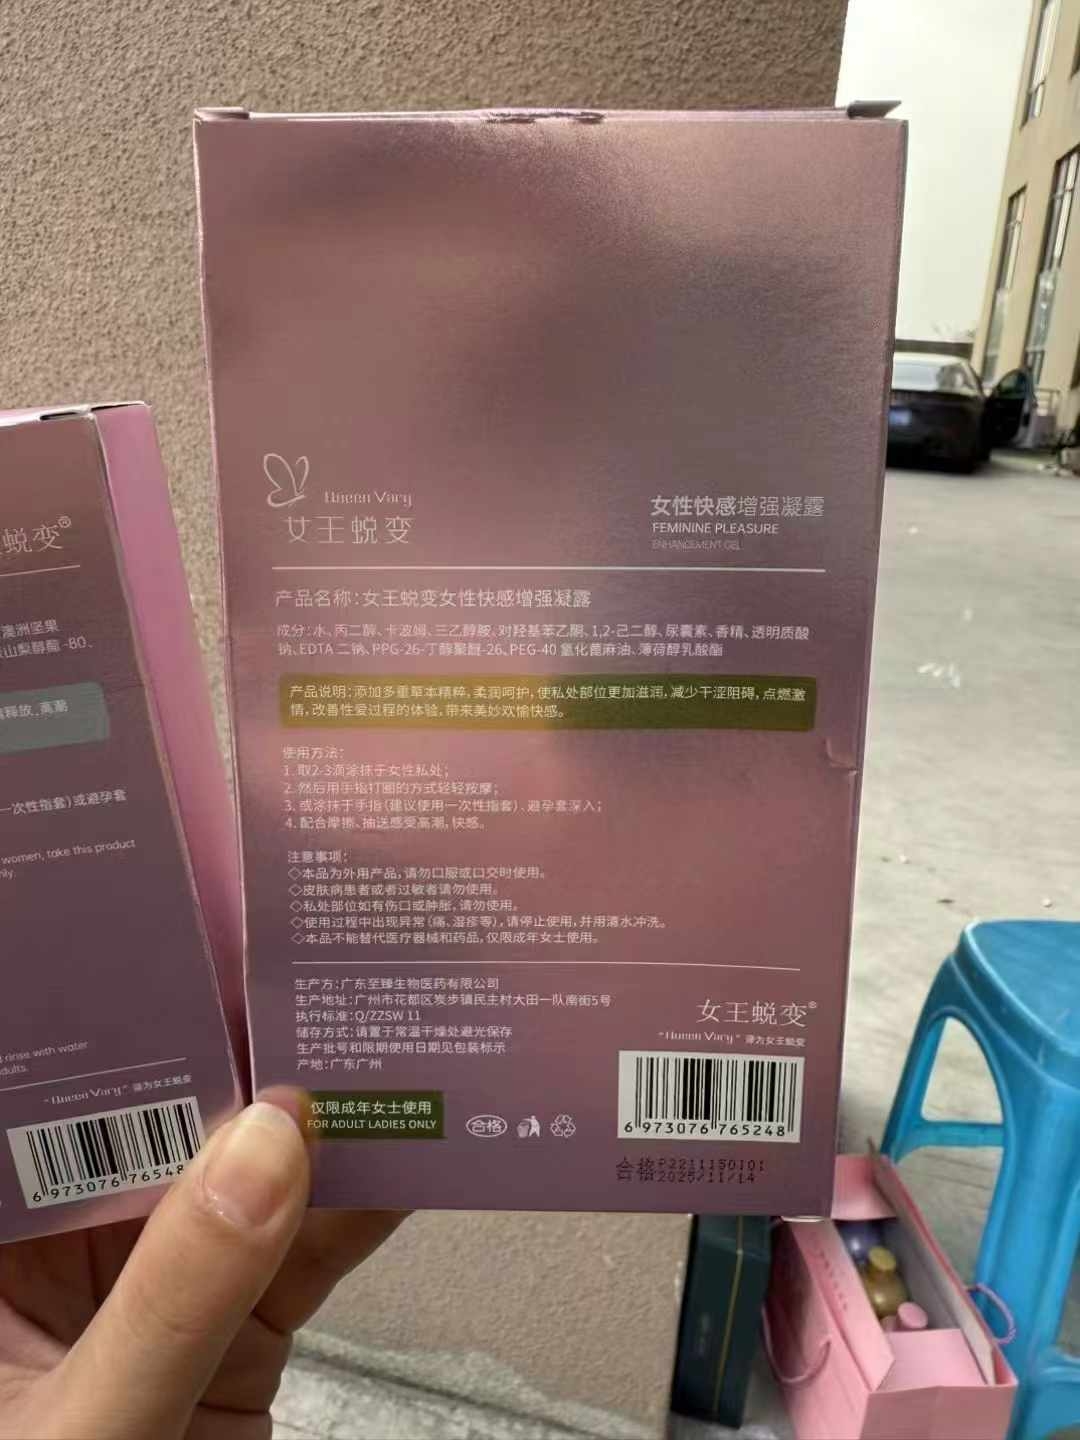 Queen Vary
女王蜕变
女性快感增强凝露
FEMININE PLEASURE
ENHANCEMENT GEL
产品名称:女王蜕变女性快感增强凝露
成分:水、丙二醇、卡波姆、三乙醇胺、对羟基苯乙酮、1,2-己二醇、尿囊素、香精、透明质酸
钠、EDTA 二钠、PPG-26-丁醇聚醚-26、PEG-40 氢化蓖麻油、薄荷醇乳酸酯
产品说明:添加多重草本精粹,柔润呵护,使私处部位更加滋润,减少干涩阻碍,点燃激
情,改善性爱过程的体验,带来美妙欢愉快感。
使用方法:
1. 取2-3滴涂抹于女性私处;
2. 然后用手指打圈的方式轻轻按摩;
3. 或涂抹于手指(建议使用一次性指套)、避孕套深入;
4. 配合摩擦、抽送感受高潮,快感。
注意事项:
◇本品为外用产品,请勿口服或口交时使用。
◇皮肤病患者或者过敏者请勿使用。
◇私处部位如有伤口或肿胀,请勿使用。
◇使用过程中出现异常(痛、湿疹等),请停止使用,并用清水冲洗。
◇本品不能替代医疗器械和药品,仅限成年女士使用。
生产方:广东至臻生物医药有限公司
生产地址:广州市花都区炭步镇民主村大田一队南街5号
执行标准:Q/ZZSW 11
储存方式:请置于常温干燥处避光保存
生产批号和限期使用日期见包装标示
产地:广东广州
仅限成年女士使用
FOR ADULT LADIES ONLY
合格
女王蜕变®
"Queen Vary" 译为女王蜕变
6 973076 765248
合格 P2211150101
2025/11/14
蜕变®
澳洲坚果
山梨醇酯-80、
释放,高潮
一次性指套)或避孕套
women, take this product
nly.
rinse with water
dults.
"Queen Vary" 译为女王蜕变
6 973076 76548